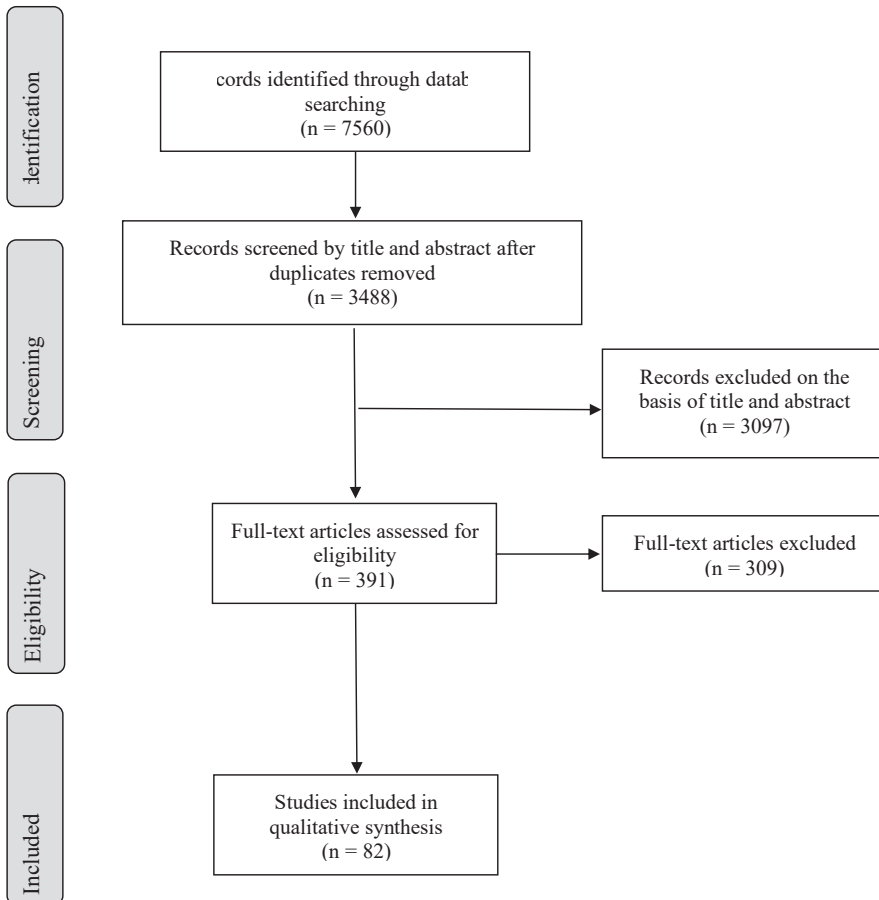 dentification
cords identified through datab
searching
(n = 7560)
Records screened by title and abstract after
duplicates removed
(n = 3488)
Screening
Records excluded on the
basis of title and abstract
(n = 3097)
Eligibility
Full-text articles assessed for
eligibility
(n = 391)
Full-text articles excluded
(n = 309)
Included
Studies included in
qualitative synthesis
(n = 82)